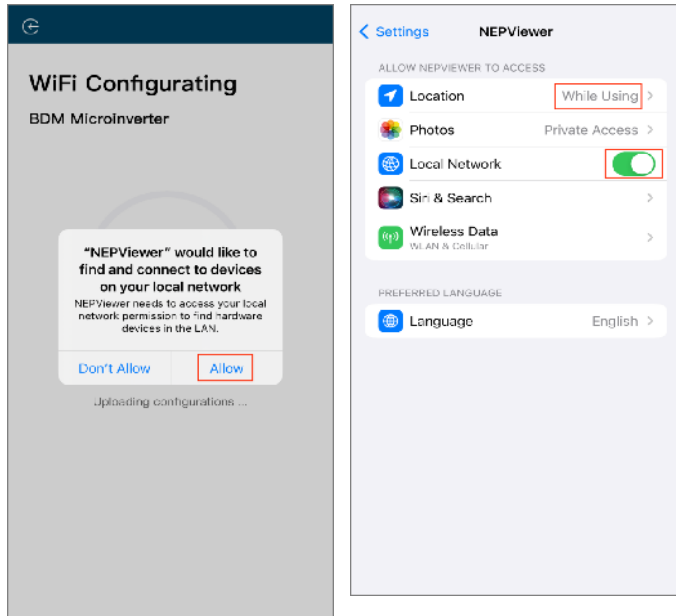 WiFi Configurating
BDM Microinverter
"NEPViewer" would like to
find and connect to devices
on your local network
NEPViewer needs to access your local
network permission to find hardware
devices in the LAN.
Don't Allow
Allow
Uploading configurations ...
Settings
NEPViewer
ALLOW NEPVIEWER TO ACCESS
Location
While Using
Photos
Private Access
Local Network
Siri & Search
Wireless Data
WLAN & Cellular
PREFERRED LANGUAGE
Language
English